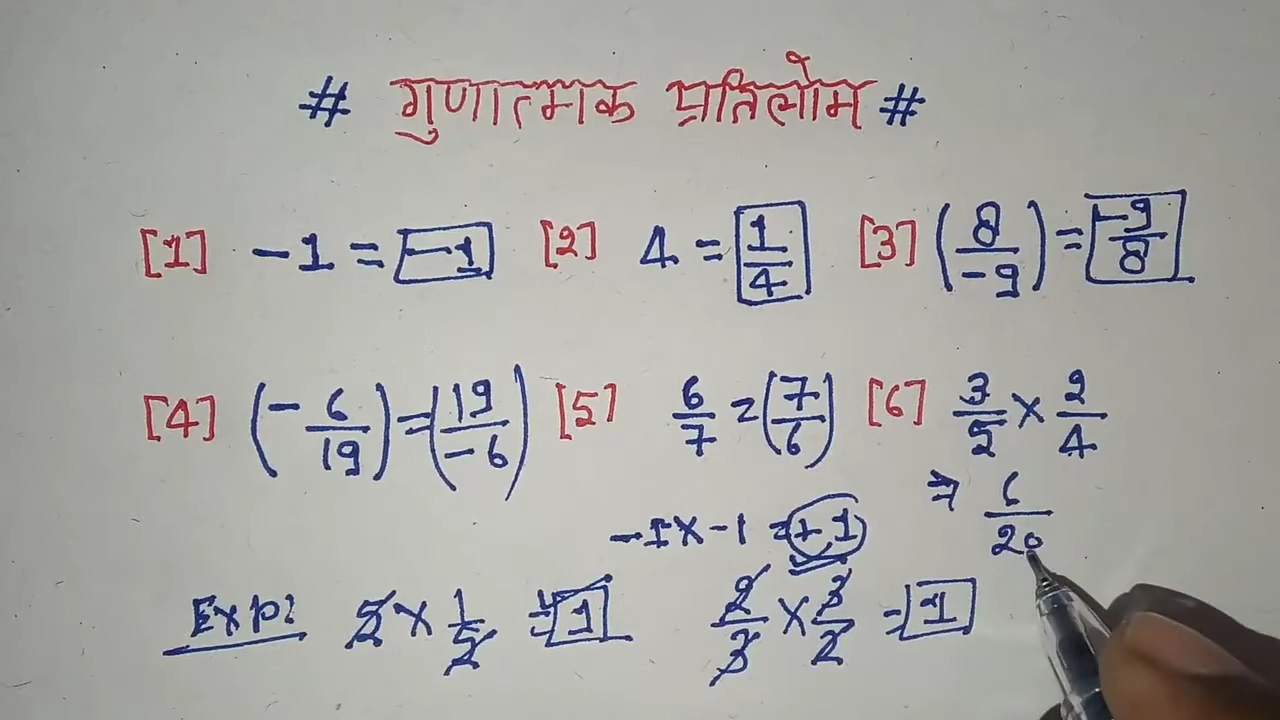 # गुणात्मक प्रतिलोम #
[1] -1 = -1 [2] 4 = 1/4 [3] (8/-9) = -9/8
[4] (-6/19) = (19/-6) [5] 6/7 = (7/6) [6] 3/5 × 2/4
⇒ 6/20
-1 × -1 = +1
Exp: 5 × 1/5 = 1 2/3 × 3/2 = 1